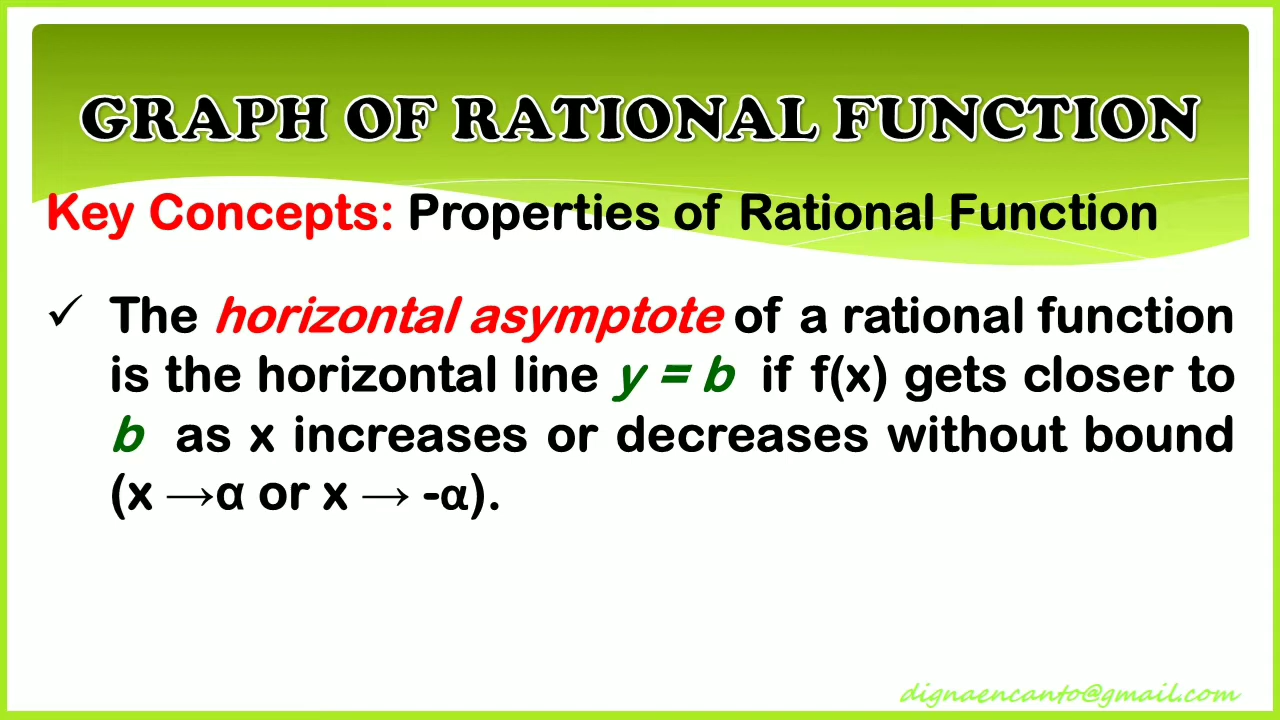 GRAPH OF RATIONAL FUNCTION
Key Concepts: Properties of Rational Function
✓ The horizontal asymptote of a rational function
is the horizontal line y = b if f(x) gets closer to
b as x increases or decreases without bound
(x →α or x → -α).
dignaencanto@gmail.com